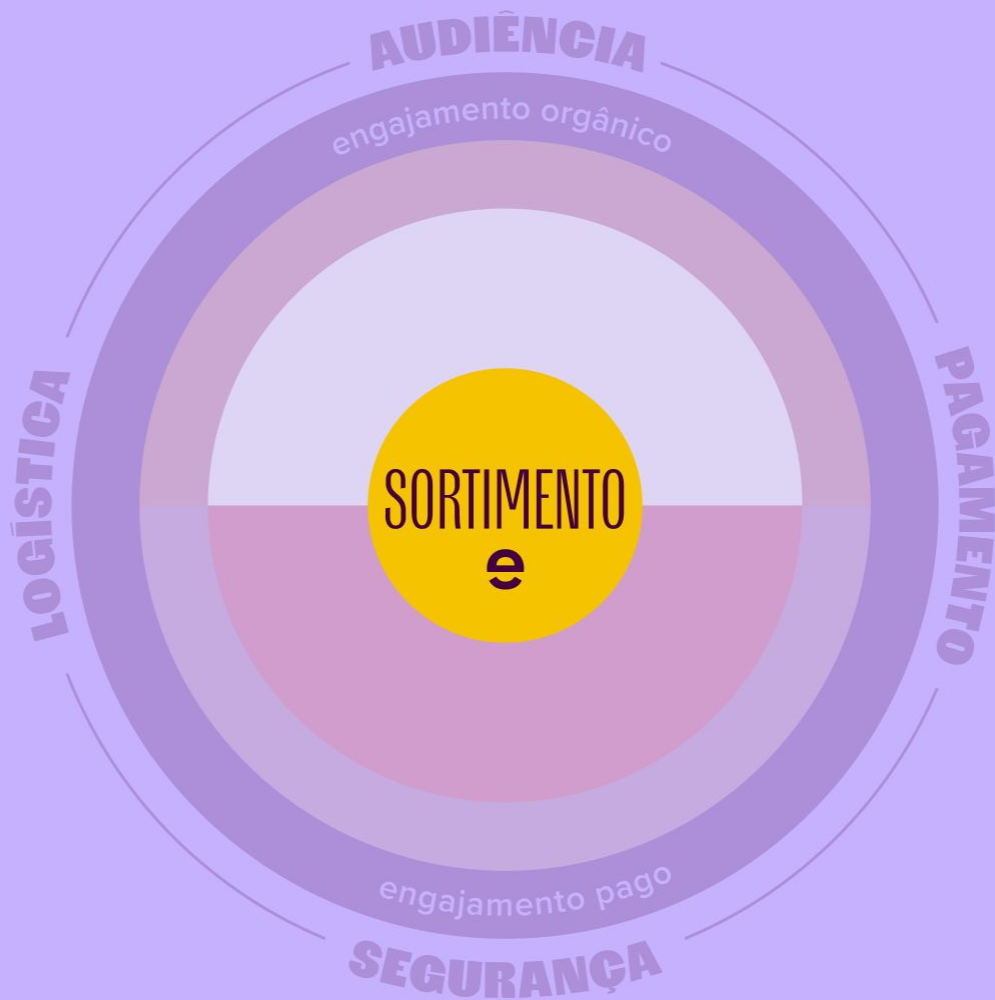 AUDIÊNCIA
engajamento orgânico
LOGÍSTICA
PAGAMENTO
SORTIMENTO
e
engajamento pago
SEGURANÇA